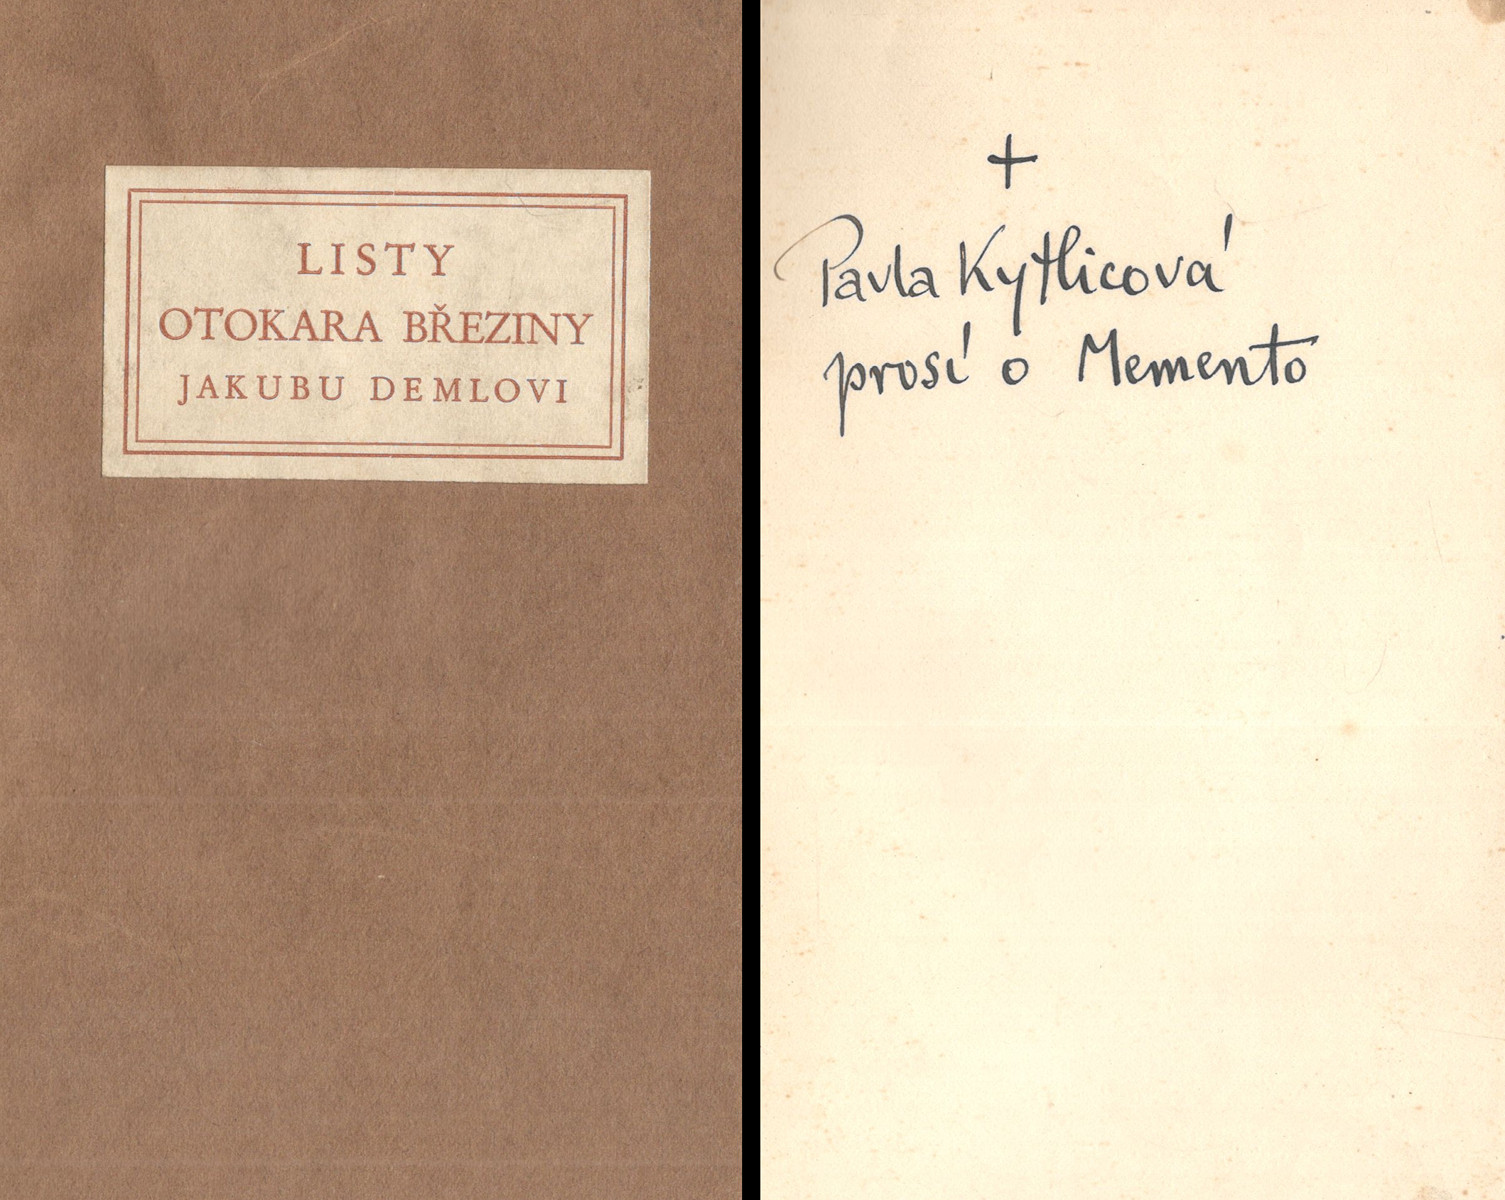 LISTY
OTOKARA BŘEZINY
JAKUBU DEMLOVI
+
Pavla Kytlicová
prosí o Memento